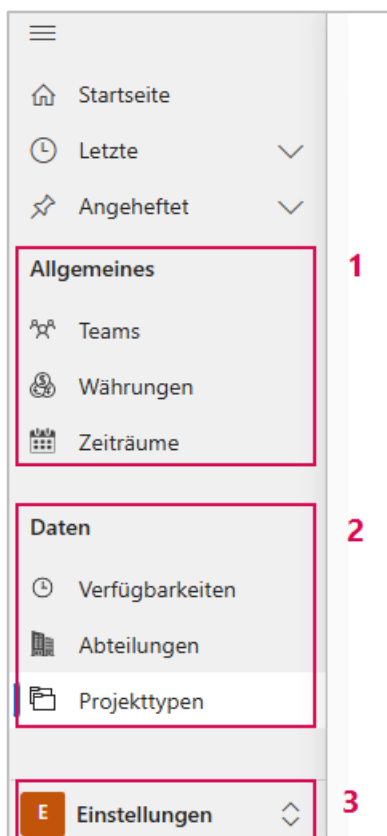 Startseite
Letzte
Angeheftet
Allgemeines 1
Teams
Währungen
Zeiträume
Daten 2
Verfügbarkeiten
Abteilungen
Projekttypen
E Einstellungen 3